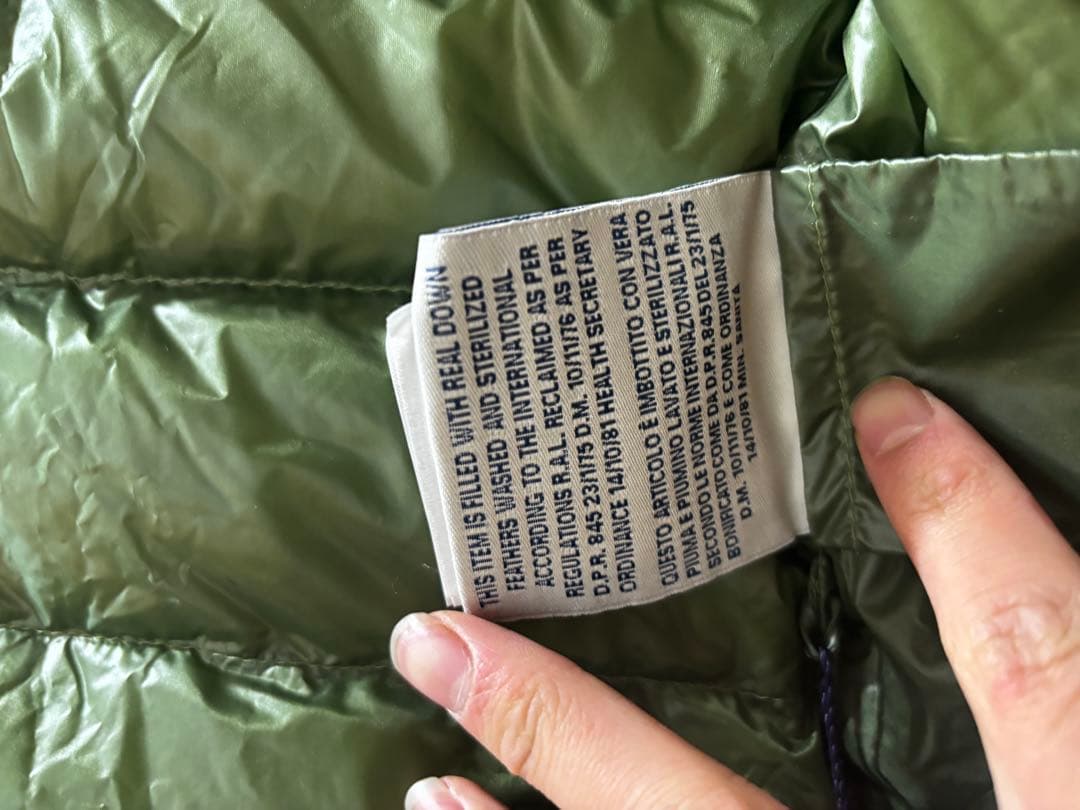 THIS ITEM IS FILLED WITH REAL DOWN
FEATHERS WASHED AND STERILIZED
ACCORDING TO THE INTERNATIONAL
REGULATIONS R.A.L. RECLAIMED AS PER
D.P.R. 845 23/1/75 D.M. 10/11/76 AS PER
ORDINANCE 14/10/81 HEALTH SECRETARY
QUESTO ARTICOLO È IMBOTTITO CON VERA
PIUMA E PIUMINO LAVATO E STERILIZZATO
SECONDO LE NORME INTERNAZIONALI R.A.L.
BONIFICATO COME DA D.P.R. 845 DEL 23/1/75
D.M. 10/11/76 E COME ORDINANZA
14/10/81 MIN. SANITA